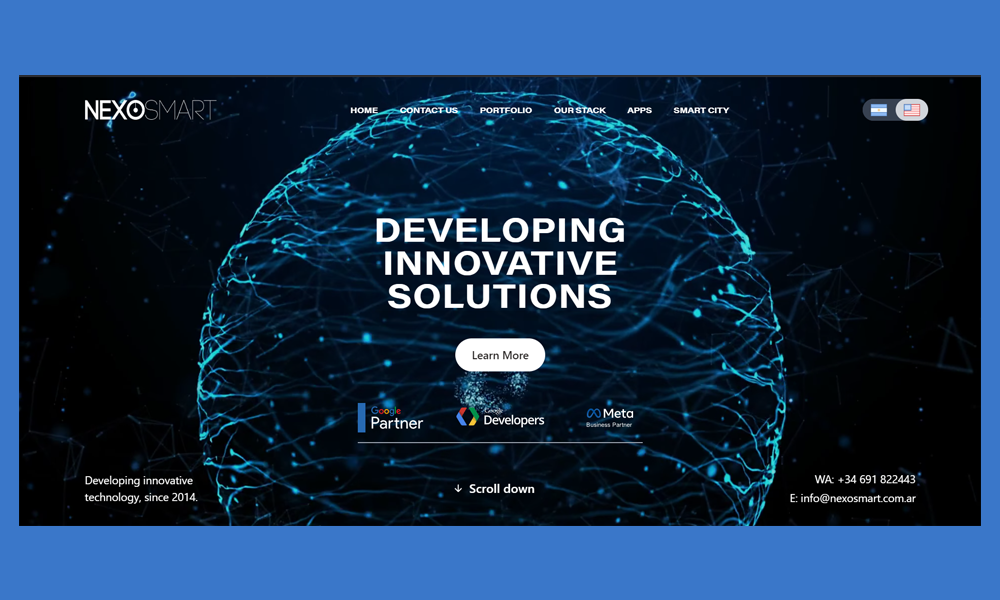 NEXOSMART
HOME CONTACT US PORTFOLIO OUR STACK APPS SMART CITY
DEVELOPING
INNOVATIVE
SOLUTIONS
Learn More
Google
Partner
Google
Developers
Meta
Business Partner
Developing innovative
technology, since 2014.
↓ Scroll down
WA: +34 691 822443
E: info@nexosmart.com.ar